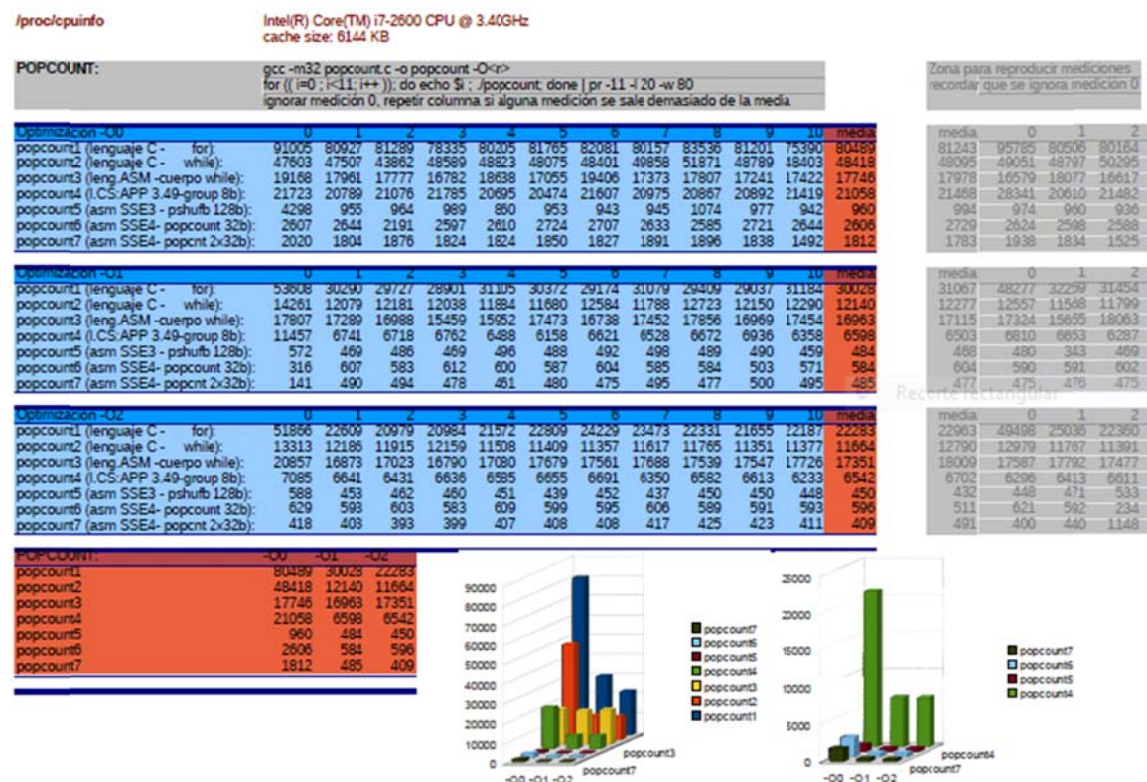 /proc/cpuinfo Intel(R) Core(TM) i7-2600 CPU @ 3.40GHz
cache size: 6144 KB
POPCOUNT: gcc -m32 popcount.c -o popcount -O<n>
for (( i=0 ; i<11; i++ )); do echo $i ; ./popcount; done | pr -11 -l 20 -w 80
ignorar medición 0, repetir columna si alguna medición se sale demasiado de la media
Zona para reproducir mediciones
recordar que se ignora medición 0
Optimización -O0 0 1 2 3 4 5 6 7 8 9 10 media media 0 1 2
popcount1 (lenguaje C - for): 91005 80927 81289 78335 80205 81765 82081 80157 83536 81201 75390 80489 81243 95785 80506 80164
popcount2 (lenguaje C - while): 47603 47507 43862 48589 48823 48075 48401 49858 51871 48789 48403 48418 48095 49051 48797 50295
popcount3 (leng.ASM -cuerpo while): 19168 17961 17777 16782 18638 17055 19406 17373 17807 17241 17422 17746 17978 16579 18077 16617
popcount4 (l.CS:APP 3.49-group 8b): 21723 20789 21076 21785 20695 20474 21607 20975 20867 20892 21419 21058 21468 28341 20610 21482
popcount5 (asm SSE3 - pshufb 128b): 4298 955 964 989 860 953 943 945 1074 977 942 960 994 974 960 936
popcount6 (asm SSE4- popcount 32b): 2607 2644 2191 2597 2610 2724 2707 2633 2585 2721 2644 2606 2729 2624 2598 2588
popcount7 (asm SSE4- popcnt 2x32b): 2020 1804 1876 1824 1824 1850 1827 1891 1896 1838 1492 1812 1783 1938 1834 1525
Optimización -O1 0 1 2 3 4 5 6 7 8 9 10 media media 0 1 2
popcount1 (lenguaje C - for): 53608 30290 29727 28901 31105 30372 29174 31079 29409 29037 31184 30028 31067 48277 32259 31454
popcount2 (lenguaje C - while): 14261 12079 12181 12038 11884 11680 12584 11788 12723 12150 12290 12140 12277 12557 11568 11799
popcount3 (leng.ASM -cuerpo while): 17807 17289 16988 15459 15952 17473 16738 17452 17856 16969 17454 16963 17115 17324 15665 18063
popcount4 (l.CS:APP 3.49-group 8b): 11457 6741 6718 6762 6488 6158 6621 6528 6672 6936 6358 6598 6503 6810 6653 6287
popcount5 (asm SSE3 - pshufb 128b): 572 469 486 469 496 488 492 498 489 490 459 484 468 480 343 469
popcount6 (asm SSE4- popcount 32b): 316 607 583 612 600 587 604 585 584 503 571 584 604 590 591 602
popcount7 (asm SSE4- popcnt 2x32b): 141 490 494 478 461 480 475 495 477 500 495 485 477 475 476 475
Recorte rectangular
Optimización -O2 0 1 2 3 4 5 6 7 8 9 10 media media 0 1 2
popcount1 (lenguaje C - for): 51866 22609 20979 20984 21572 22809 24229 23473 22331 21655 22187 22283 22963 49498 25036 22360
popcount2 (lenguaje C - while): 13313 12186 11915 12159 11508 11409 11357 11617 11765 11351 11377 11664 12790 12979 11767 11391
popcount3 (leng.ASM -cuerpo while): 20857 16873 17023 16790 17080 17679 17561 17688 17539 17547 17726 17351 18009 17587 17792 17477
popcount4 (l.CS:APP 3.49-group 8b): 7085 6641 6431 6636 6585 6655 6691 6350 6582 6613 6233 6542 6702 6296 6413 6611
popcount5 (asm SSE3 - pshufb 128b): 588 453 462 460 451 439 452 437 450 450 448 450 432 448 471 533
popcount6 (asm SSE4- popcount 32b): 629 593 603 583 609 599 595 606 589 591 593 596 511 621 592 234
popcount7 (asm SSE4- popcnt 2x32b): 418 403 393 399 407 408 408 417 425 423 411 409 491 400 440 1148
POPCOUNT: -O0 -O1 -O2
popcount1 80489 30028 22283
popcount2 48418 12140 11664
popcount3 17746 16963 17351
popcount4 21058 6598 6542
popcount5 960 484 450
popcount6 2606 584 596
popcount7 1812 485 409
90000
80000
70000
60000
50000
40000
30000
20000
10000
0
-O0 -O1 -O2
popcount3
popcount7
popcount7
popcount6
popcount5
popcount4
popcount3
popcount2
popcount1
25000
20000
15000
10000
5000
0
-O0 -O1 -O2
popcount4
popcount7
popcount7
popcount6
popcount5
popcount4